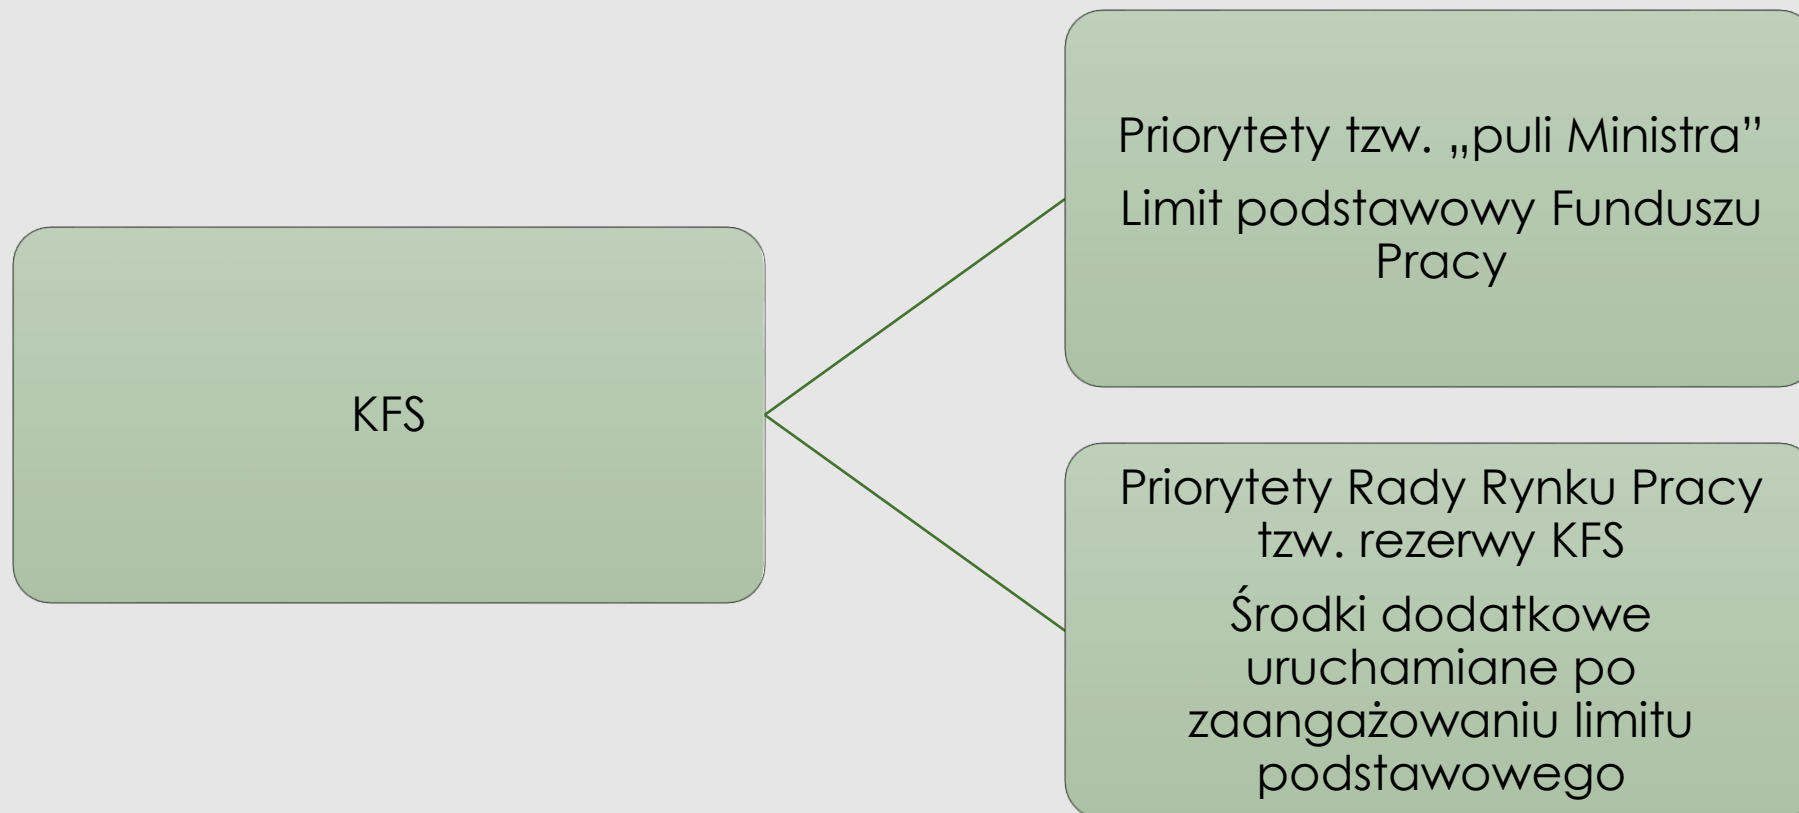 KFS
Priorytety tzw. „puli Ministra”
Limit podstawowy Funduszu
Pracy
Priorytety Rady Rynku Pracy
tzw. rezerwy KFS
Środki dodatkowe
uruchamiane po
zaangażowaniu limitu
podstawowego